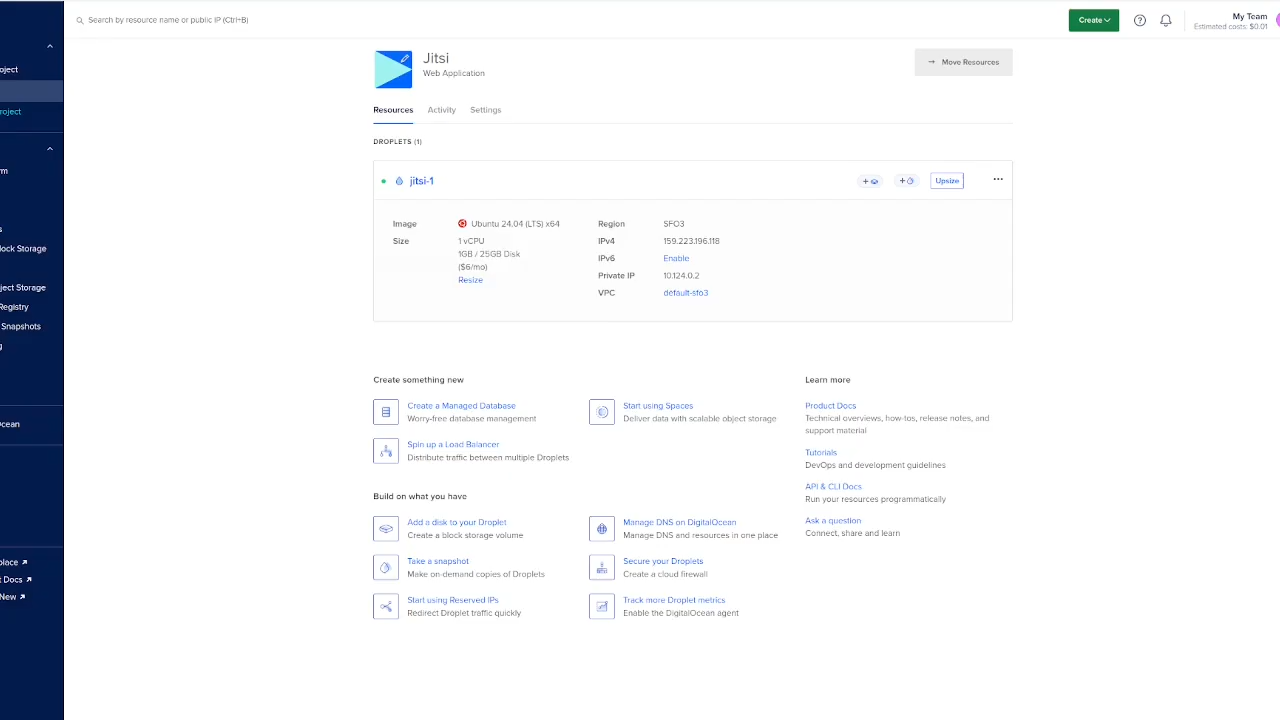 Search by resource name or public IP (Ctrl+B)
Create
My Team
Estimated costs: $0.01
Jitsi
Web Application
Move Resources
Resources Activity Settings
DROPLETS (1)
jitsi-1
Upsize
Image Ubuntu 24.04 (LTS) x64
Size 1 vCPU
1GB / 25GB Disk
($6/mo)
Resize
Region SFO3
IPv4 159.223.196.118
IPv6 Enable
Private IP 10.124.0.2
VPC default-sfo3
Create something new
Create a Managed Database
Worry-free database management
Start using Spaces
Deliver data with scalable object storage
Spin up a Load Balancer
Distribute traffic between multiple Droplets
Build on what you have
Add a disk to your Droplet
Create a block storage volume
Manage DNS on DigitalOcean
Manage DNS and resources in one place
Take a snapshot
Make on-demand copies of Droplets
Secure your Droplets
Create a cloud firewall
Start using Reserved IPs
Redirect Droplet traffic quickly
Track more Droplet metrics
Enable the DigitalOcean agent
Learn more
Product Docs
Technical overviews, how-tos, release notes, and
support material
Tutorials
DevOps and development guidelines
API & CLI Docs
Run your resources programmatically
Ask a question
Connect, share and learn
oject
roject
rm
s
lock Storage
ject Storage
Registry
Snapshots
g
cean
place
t Docs
New